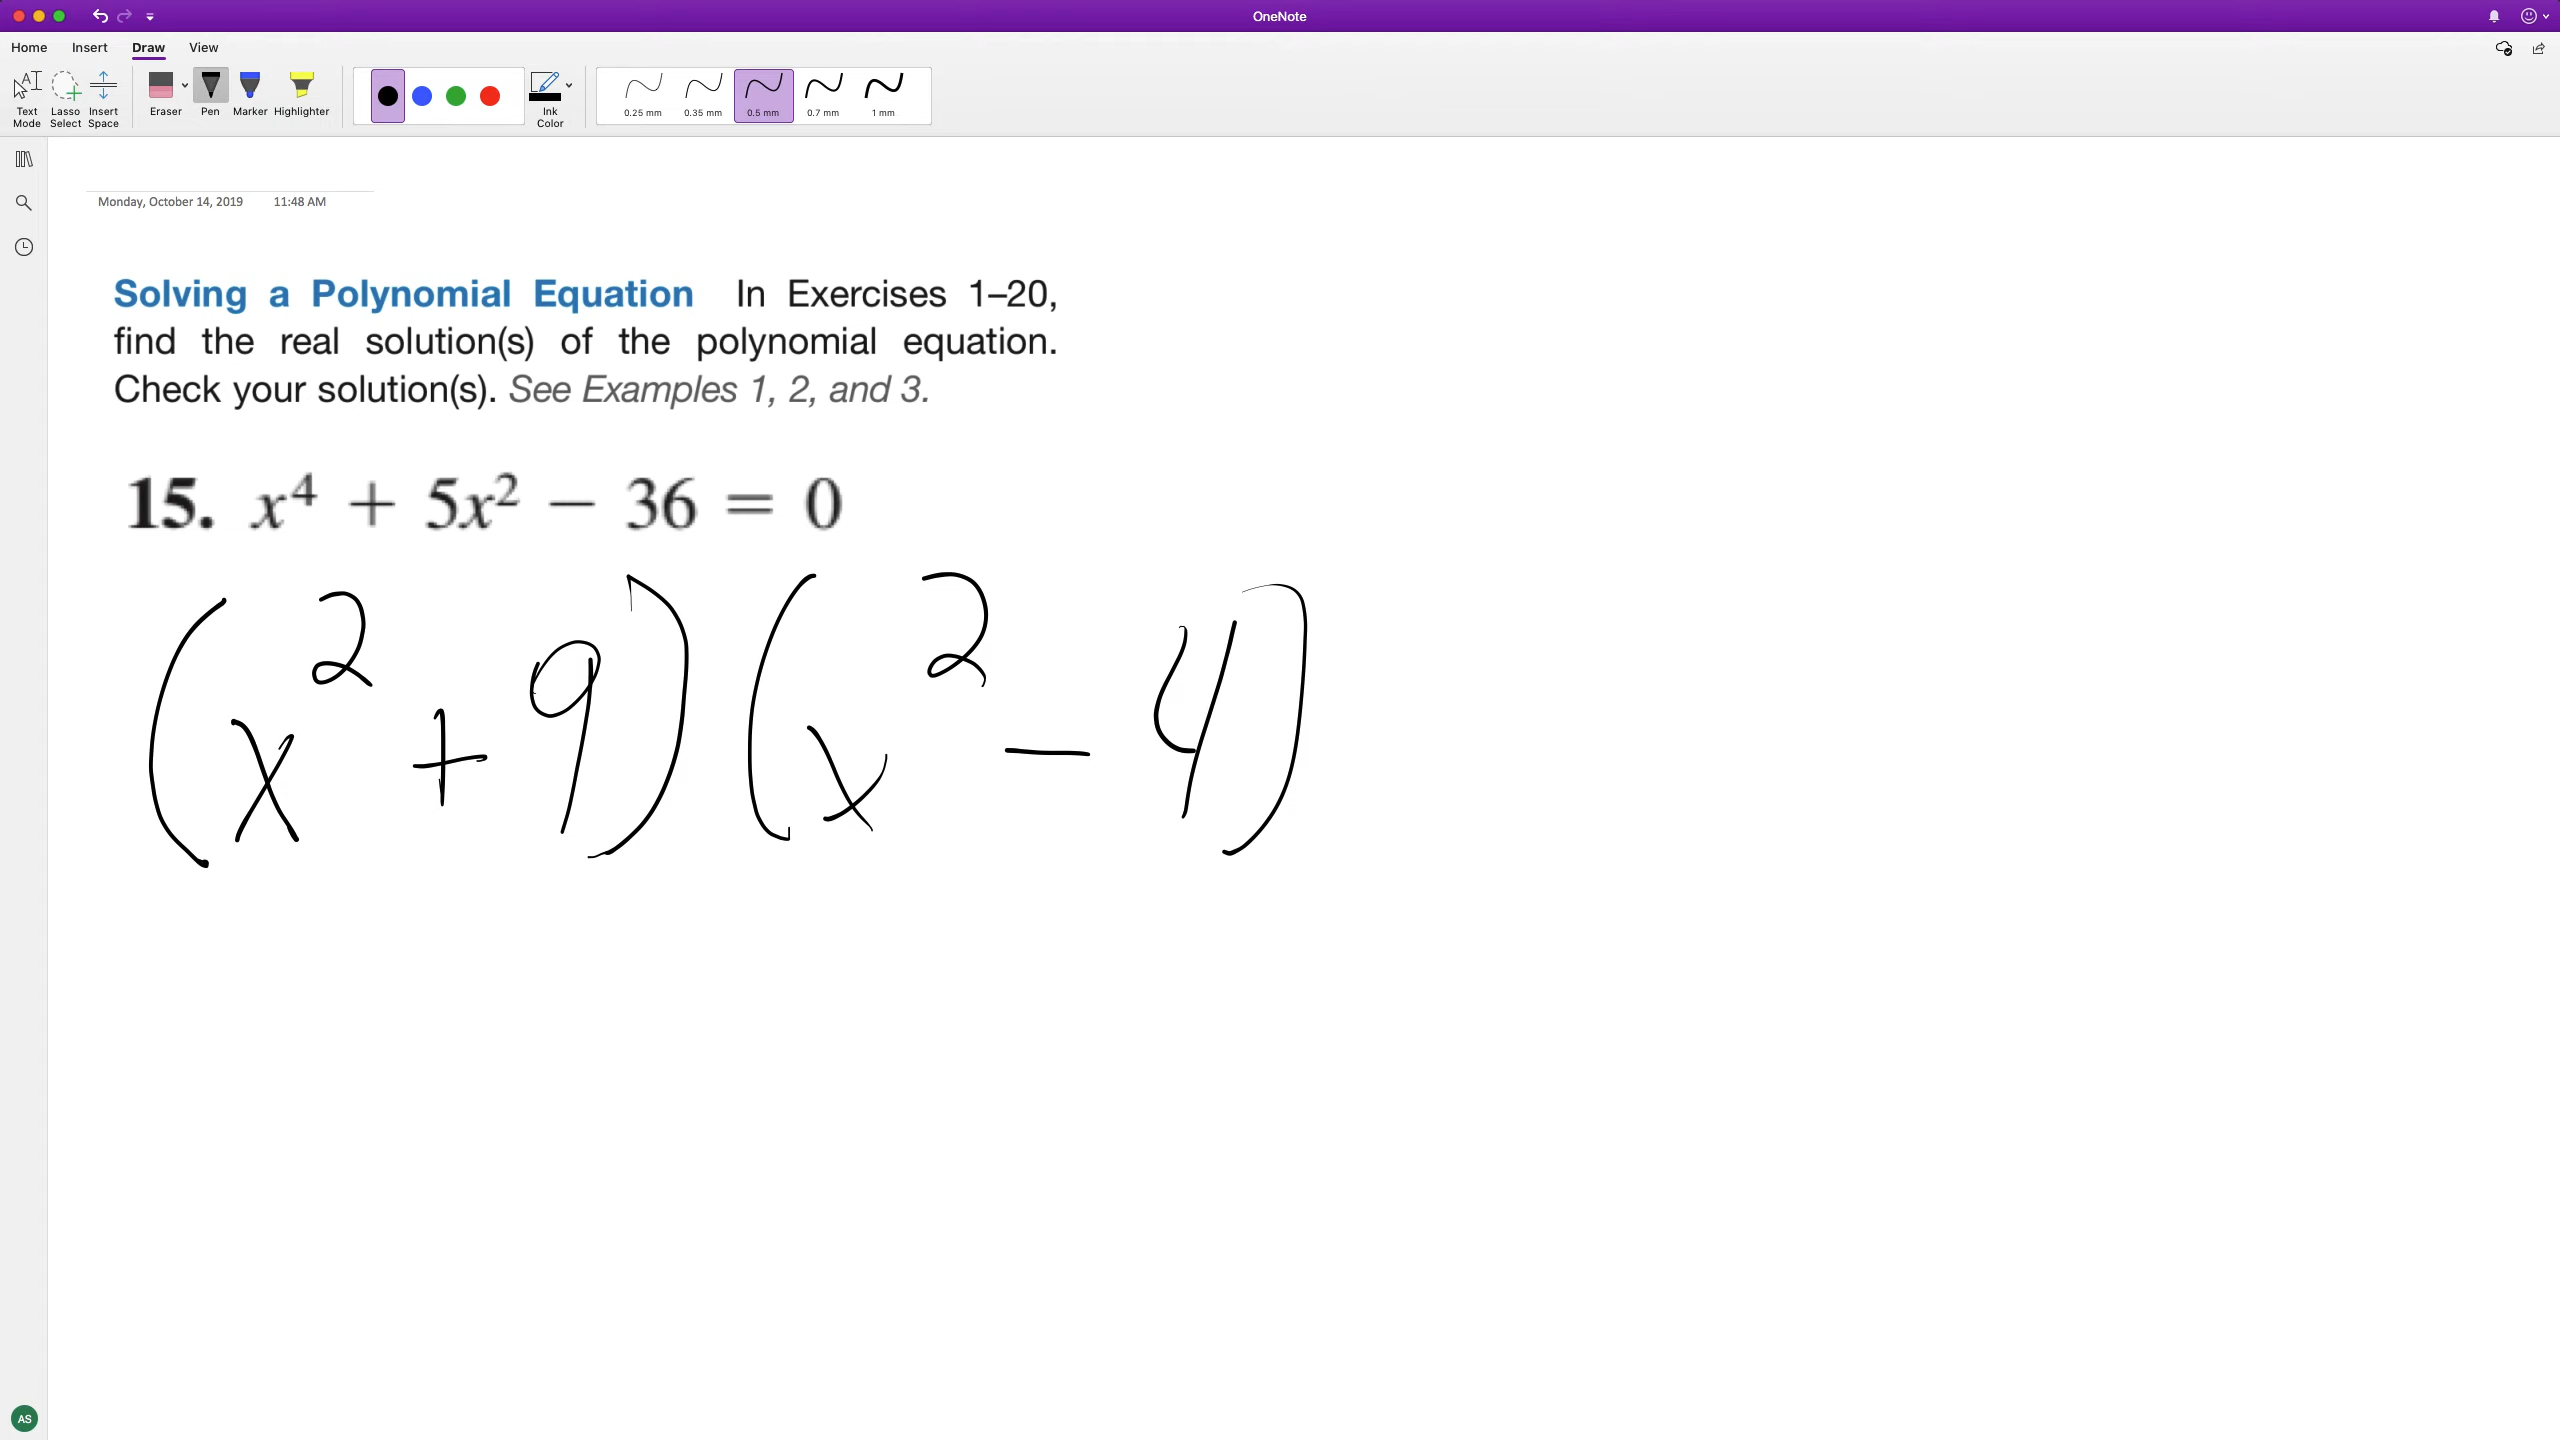 OneNote
Home Insert Draw View
Text Mode Lasso Select Insert Space Eraser Pen Marker Highlighter Ink Color 0.25 mm 0.35 mm 0.5 mm 0.7 mm 1 mm
Monday, October 14, 2019 11:48 AM
Solving a Polynomial Equation In Exercises 1–20,
find the real solution(s) of the polynomial equation.
Check your solution(s). See Examples 1, 2, and 3.
15. x⁴ + 5x² − 36 = 0
(x² + 9)(x² − 4)
AS